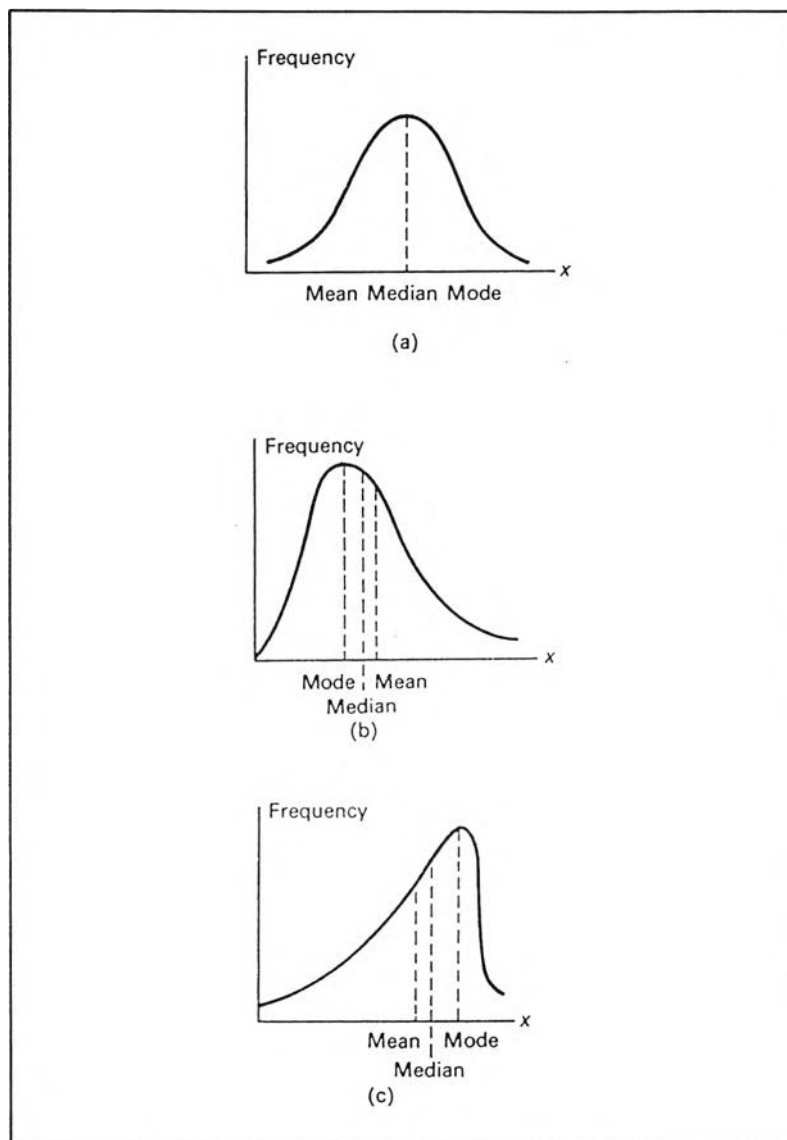 Frequency
x
Mean Median Mode
(a)
Frequency
x
Mode Mean
Median
(b)
Frequency
x
Mean Mode
Median
(c)